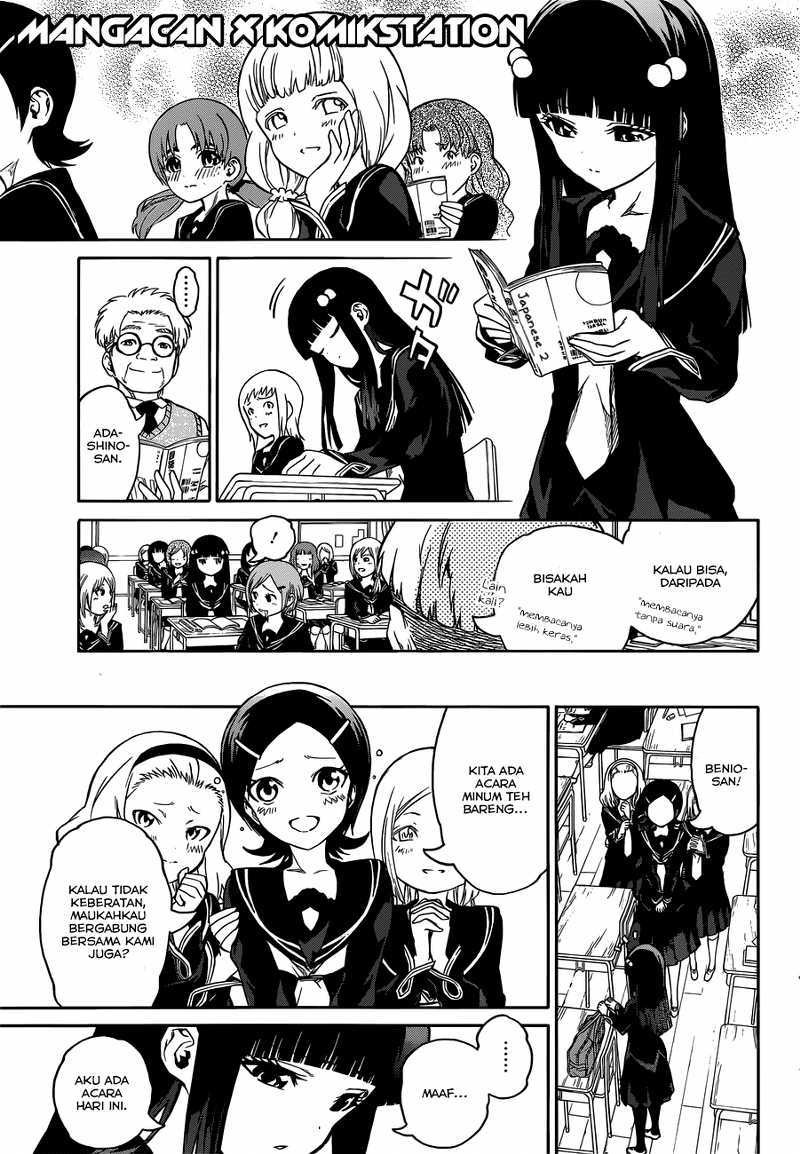 MANGACAN X KOMIKSTATION
Japanese 2
ガガ
......
ADA-
SHINO-
SAN.
KALAU BISA,
DARIPADA
"MEMBACANYA
TANPA SUARA,"
BISAKAH
KAU
"MEMBACANYA
LEBIH KERAS,"
Lain
kali?
!
BENIO-
SAN!
KITA ADA
ACARA
MINUM TEH
BARENG...
KALAU TIDAK
KEBERATAN,
MAUKAHKAU
BERGABUNG
BERSAMA KAMI
JUGA?
......
MAAF...
AKU ADA
ACARA
HARI INI.